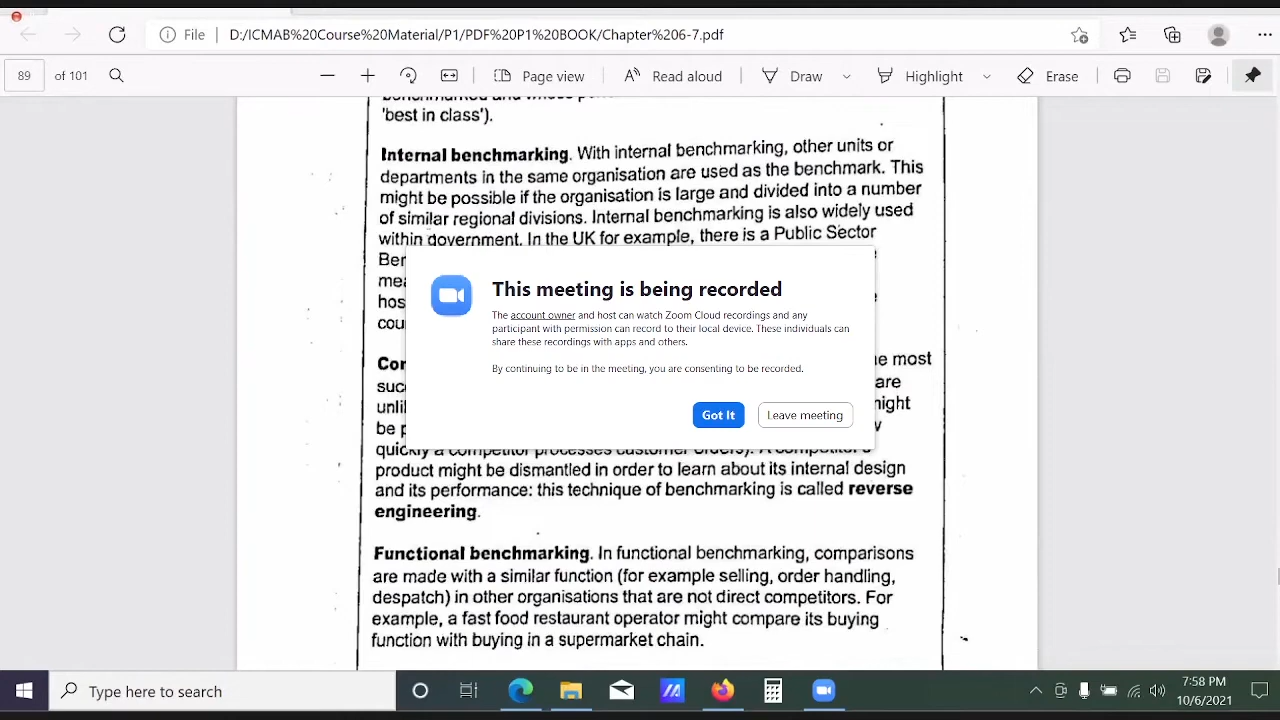 File
D:/ICMAB%20Course%20Material/P1/PDF%20P1%20BOOK/Chapter%206-7.pdf
89 of 101
Page view
Read aloud
Draw
Highlight
Erase
'best in class').
Internal benchmarking. With internal benchmarking, other units or
departments in the same organisation are used as the benchmark. This
might be possible if the organisation is large and divided into a number
of similar regional divisions. Internal benchmarking is also widely used
within government. In the UK for example, there is a Public Sector
This meeting is being recorded
The account owner and host can watch Zoom Cloud recordings and any
participant with permission can record to their local device. These individuals can
share these recordings with apps and others.
By continuing to be in the meeting, you are consenting to be recorded.
Got It
Leave meeting
most
are
be
quickly a competitor processes customer orders). A competitor's
product might be dismantled in order to learn about its internal design
and its performance: this technique of benchmarking is called reverse
engineering.
Functional benchmarking. In functional benchmarking, comparisons
are made with a similar function (for example selling, order handling,
despatch) in other organisations that are not direct competitors. For
example, a fast food restaurant operator might compare its buying
function with buying in a supermarket chain.
Type here to search
7:58 PM
10/6/2021